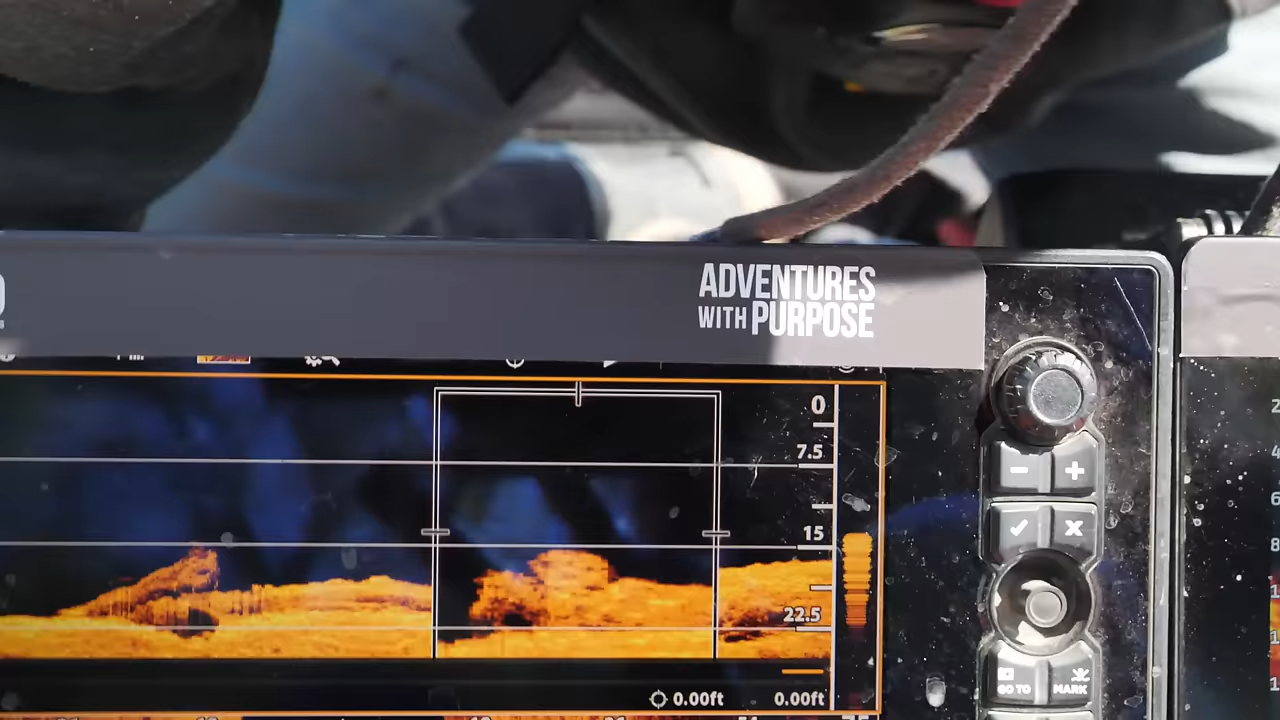 ADVENTURES
WITH PURPOSE
0
7.5
15
22.5
0.00ft 0.00ft
GO TO MARK